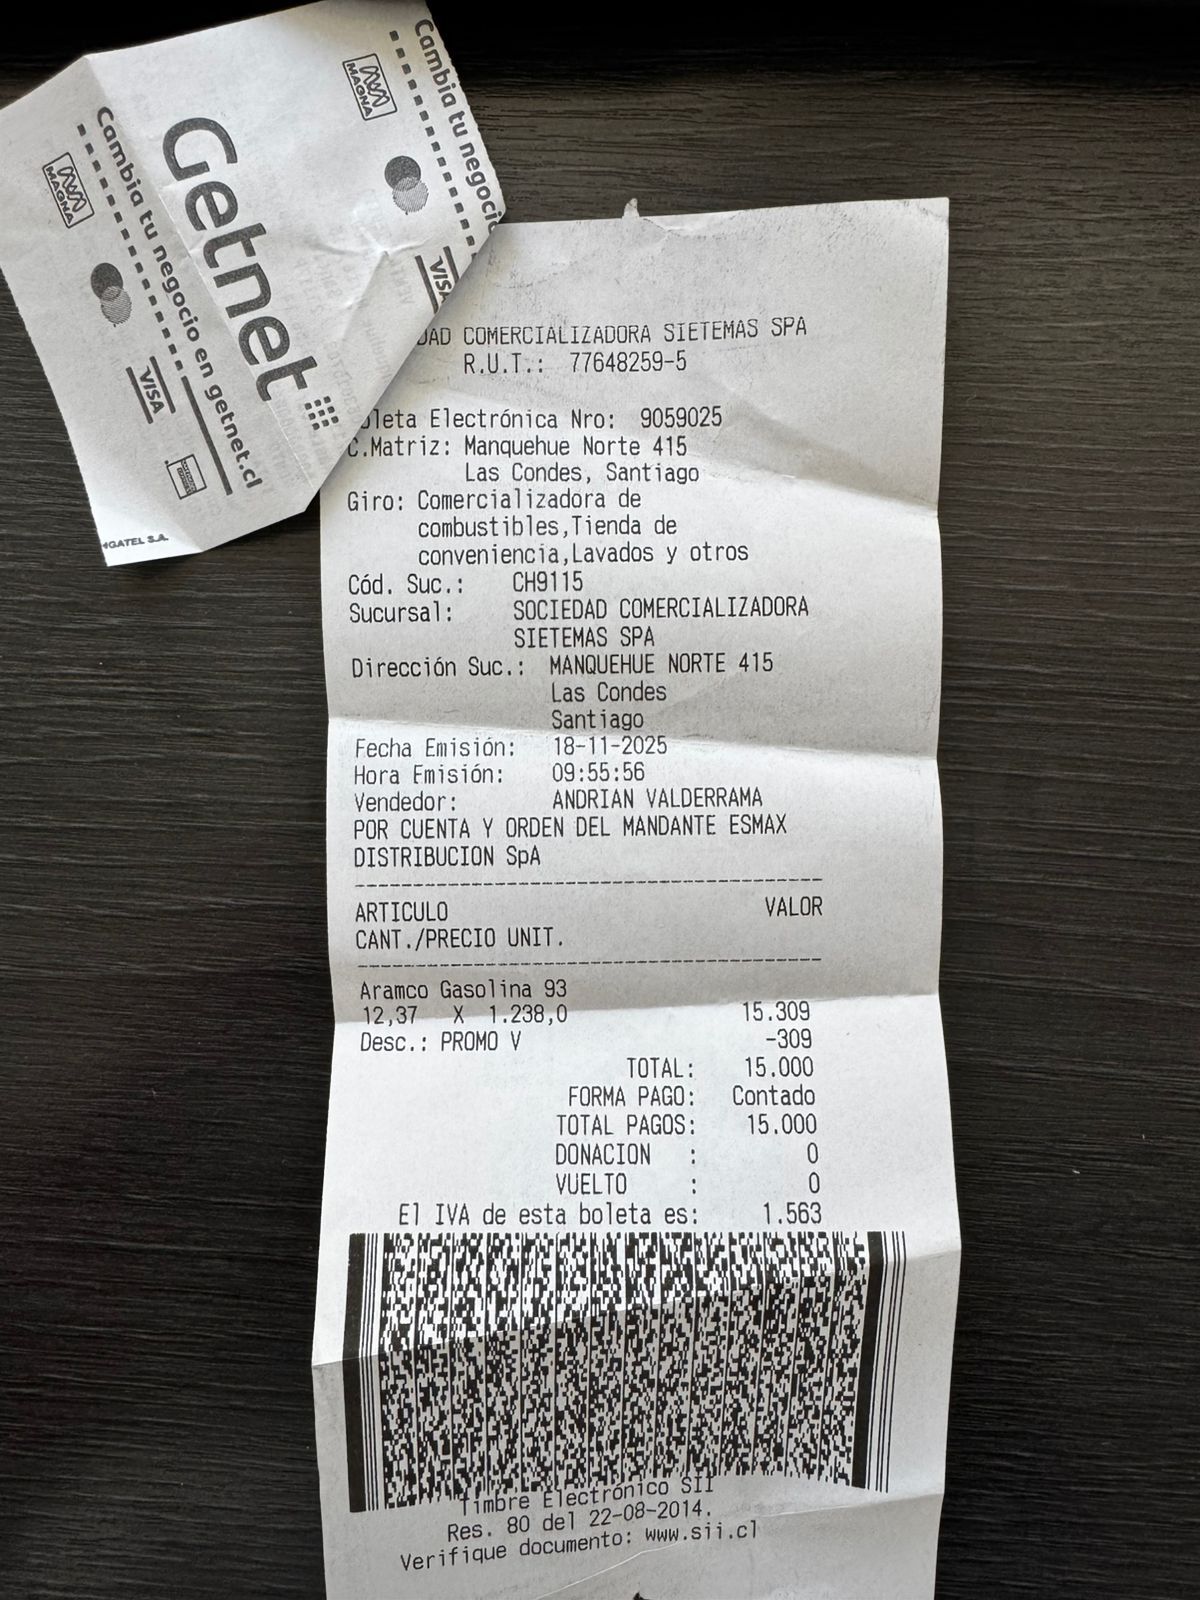 Cambia tu negocio
MAGNA
VISA
Getnet
Cambia tu negocio en getnet.cl
MAGNA
VISA
COMERCIALIZADORA SIETEMAS SPA
R.U.T.: 77648259-5
Electrónica Nro: 9059025
C.Matriz: Manquehue Norte 415
Las Condes, Santiago
Giro: Comercializadora de
combustibles,Tienda de
conveniencia,Lavados y otros
Cód. Suc.: CH9115
Sucursal: SOCIEDAD COMERCIALIZADORA
SIETEMAS SPA
Dirección Suc.: MANQUEHUE NORTE 415
Las Condes
Santiago
Fecha Emisión: 18-11-2025
Hora Emisión: 09:55:56
Vendedor: ANDRIAN VALDERRAMA
POR CUENTA Y ORDEN DEL MANDANTE ESMAX
DISTRIBUCION SpA
ARTICULO VALOR
CANT./PRECIO UNIT.
Aramco Gasolina 93
12,37 X 1.238,0 15.309
Desc.: PROMO V -309
TOTAL: 15.000
FORMA PAGO: Contado
TOTAL PAGOS: 15.000
DONACION : 0
VUELTO : 0
El IVA de esta boleta es: 1.563
Timbre Electrónico SII
Res. 80 del 22-08-2014.
Verifique documento: www.sii.cl